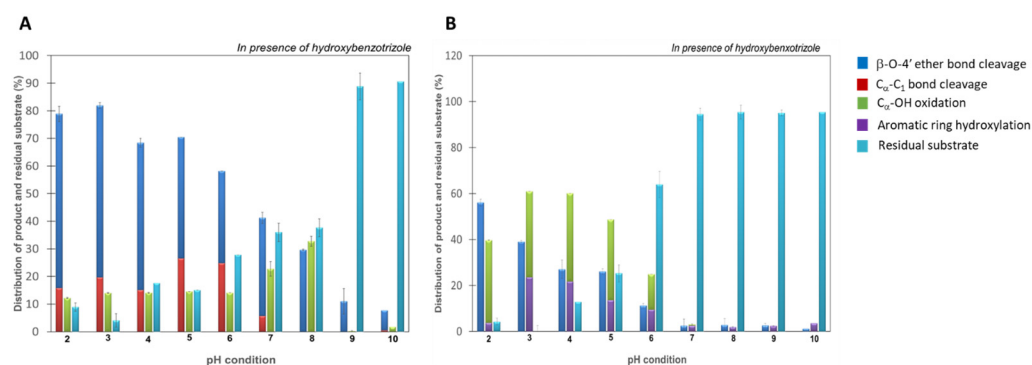 A
In presence of hydroxybenzotrizole
Distribution of product and residual substrate (%)
100
90
80
70
60
50
40
30
20
10
0
2 3 4 5 6 7 8 9 10
pH condition
B
In presence of hydroxybenxotrizole
Distribution of product and residual substrate (%)
120
100
80
60
40
20
0
2 3 4 5 6 7 8 9 10
pH condition
β-O-4′ ether bond cleavage
Cα-C1 bond cleavage
Cα-OH oxidation
Aromatic ring hydroxylation
Residual substrate